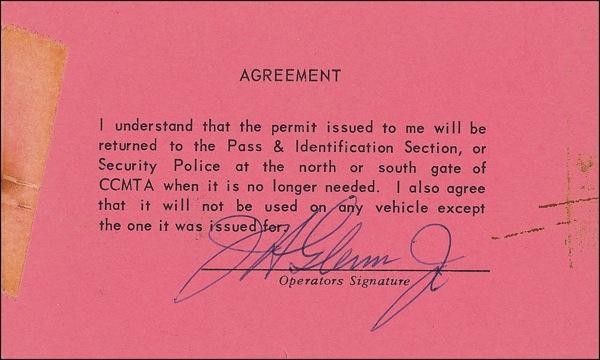 AGREEMENT
I understand that the permit issued to me will be
returned to the Pass & Identification Section, or
Security Police at the north or south gate of
CCMTA when it is no longer needed. I also agree
that it will not be used on any vehicle except
the one it was issued for.
J H Glenn Jr
Operators Signature